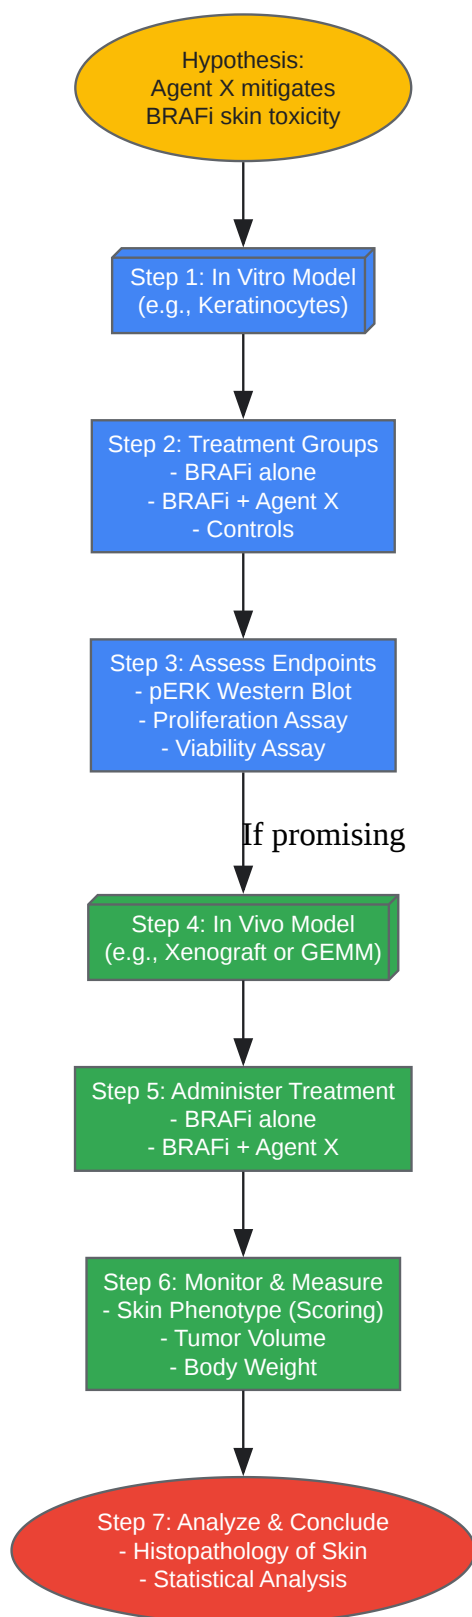 Hypothesis:
Agent X mitigates
BRAFi skin toxicity
Step 1: In Vitro Model
(e.g., Keratinocytes)
Step 2: Treatment Groups
- BRAFi alone
- BRAFi + Agent X
- Controls
Step 3: Assess Endpoints
- pERK Western Blot
- Proliferation Assay
- Viability Assay
If promising
Step 4: In Vivo Model
(e.g., Xenograft or GEMM)
Step 5: Administer Treatment
- BRAFi alone
- BRAFi + Agent X
Step 6: Monitor & Measure
- Skin Phenotype (Scoring)
- Tumor Volume
- Body Weight
Step 7: Analyze & Conclude
- Histopathology of Skin
- Statistical Analysis